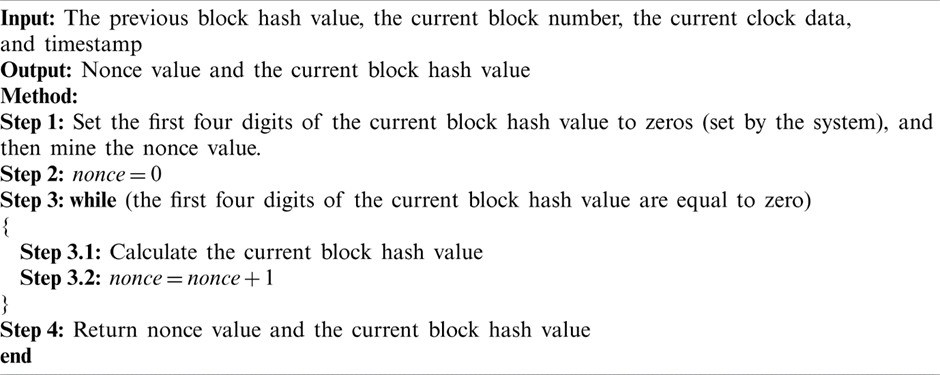 Input: The previous block hash value, the current block number, the current clock data,
and timestamp
Output: Nonce value and the current block hash value
Method:
Step 1: Set the first four digits of the current block hash value to zeros (set by the system), and
then mine the nonce value.
Step 2: nonce = 0
Step 3: while (the first four digits of the current block hash value are equal to zero)
{
Step 3.1: Calculate the current block hash value
Step 3.2: nonce = nonce + 1
}
Step 4: Return nonce value and the current block hash value
end